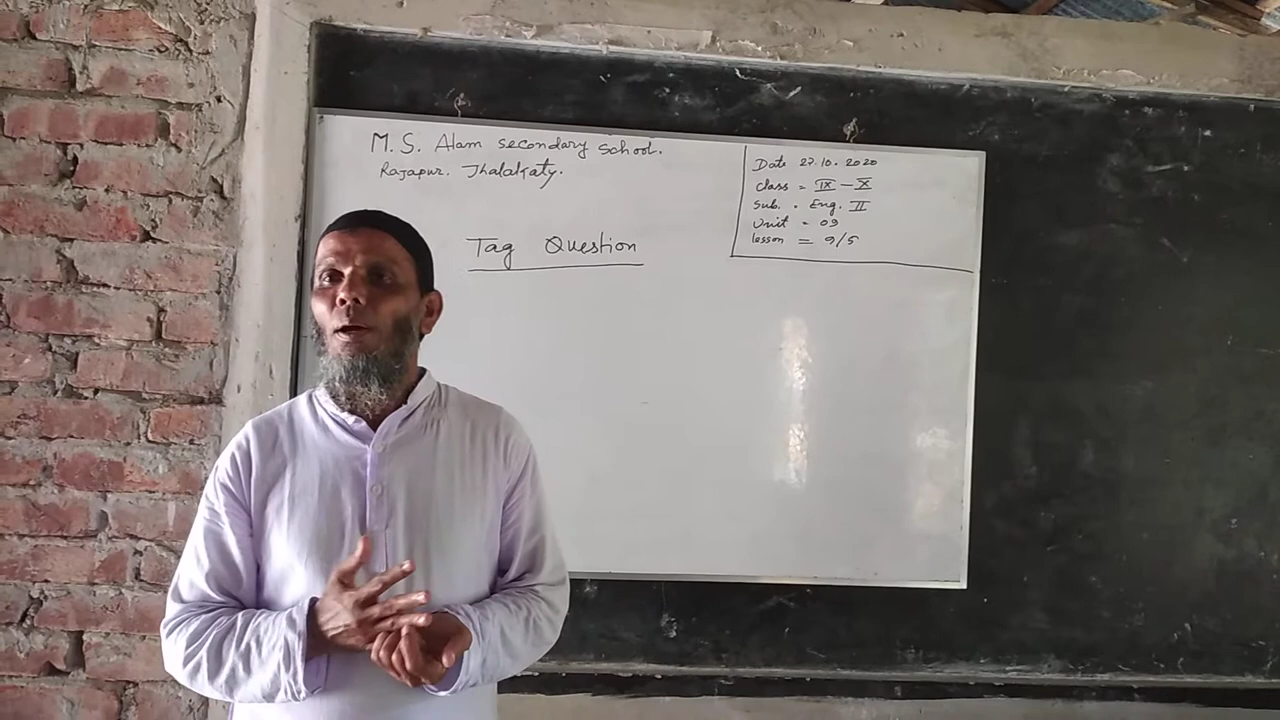 M. S. Alam secondary school.
Rajapur. Jhalakaty.
Date 27.10.2020
class = IX — X
Sub. = Eng. II
Unit = 09
lesson = 9/5
Tag Question